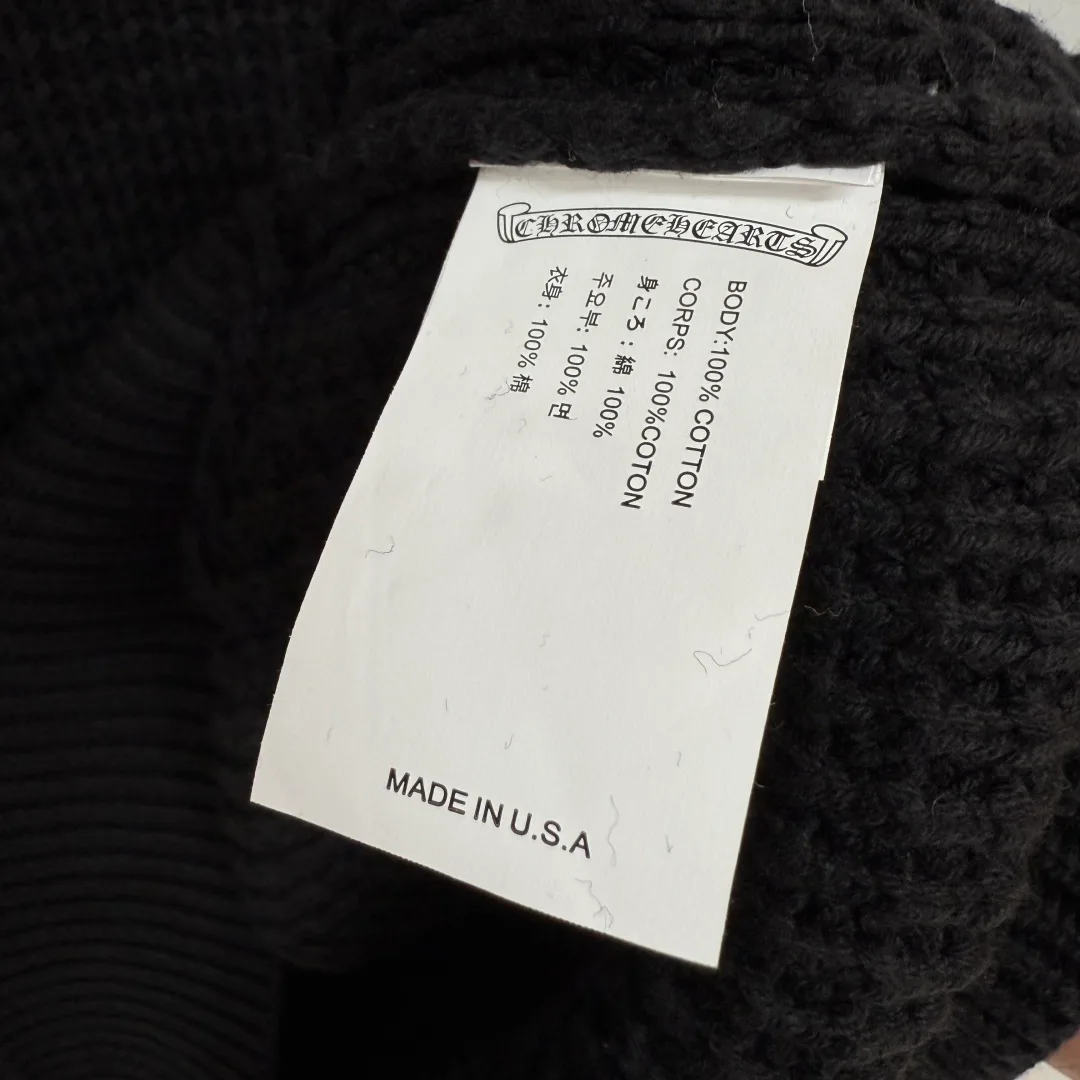 CHROMEHEARTS
BODY:100% COTTON
CORPS: 100%COTON
身ころ : 綿 100%
주요부: 100% 면
衣身: 100% 棉
MADE IN U.S.A